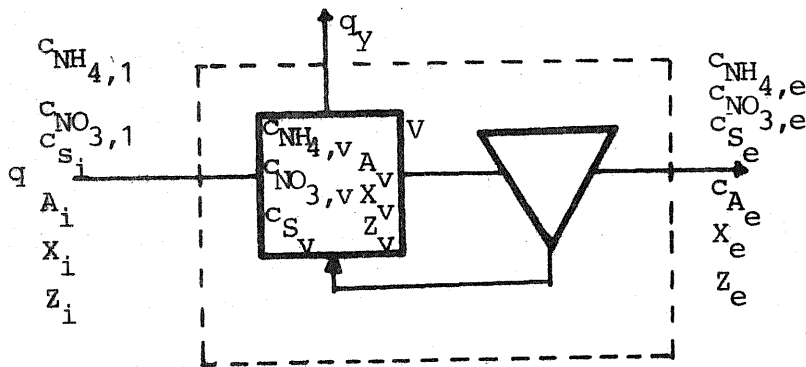 q_y
c_NH4,1
c_NO3,1
c_s_i
q
A_i
X_i
Z_i
c_NH4,v
V
c_NO3,v
A_v
X_v
c_S_v
Z_v
c_NH4,e
c_NO3,e
c_S_e
c_A_e
X_e
Z_e